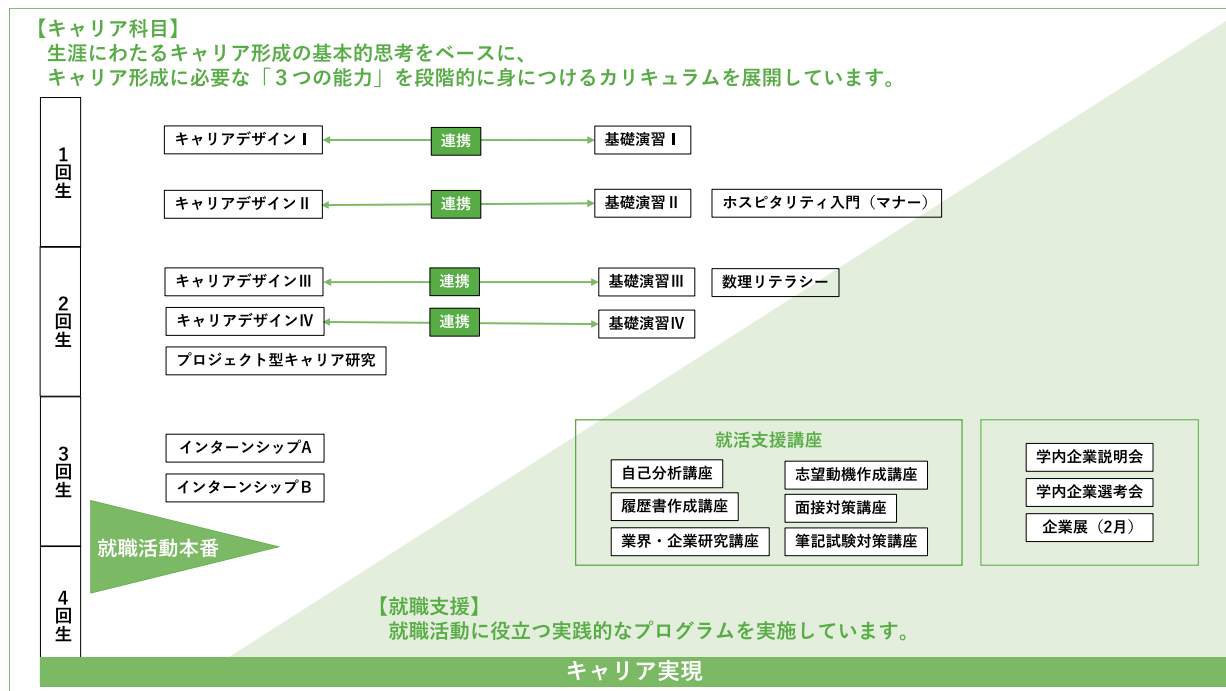 【キャリア科目】
生涯にわたるキャリア形成の基本的思考をベースに、
キャリア形成に必要な「３つの能力」を段階的に身につけるカリキュラムを展開しています。
1回生
キャリアデザインⅠ
連携
基礎演習Ⅰ
キャリアデザインⅡ
連携
基礎演習Ⅱ
ホスピタリティ入門（マナー）
2回生
キャリアデザインⅢ
連携
基礎演習Ⅲ
数理リテラシー
キャリアデザインⅣ
連携
基礎演習Ⅳ
プロジェクト型キャリア研究
3回生
インターンシップA
インターンシップB
就職活動本番
就活支援講座
自己分析講座
志望動機作成講座
履歴書作成講座
面接対策講座
業界・企業研究講座
筆記試験対策講座
学内企業説明会
学内企業選考会
企業展（2月）
4回生
【就職支援】
就職活動に役立つ実践的なプログラムを実施しています。
キャリア実現